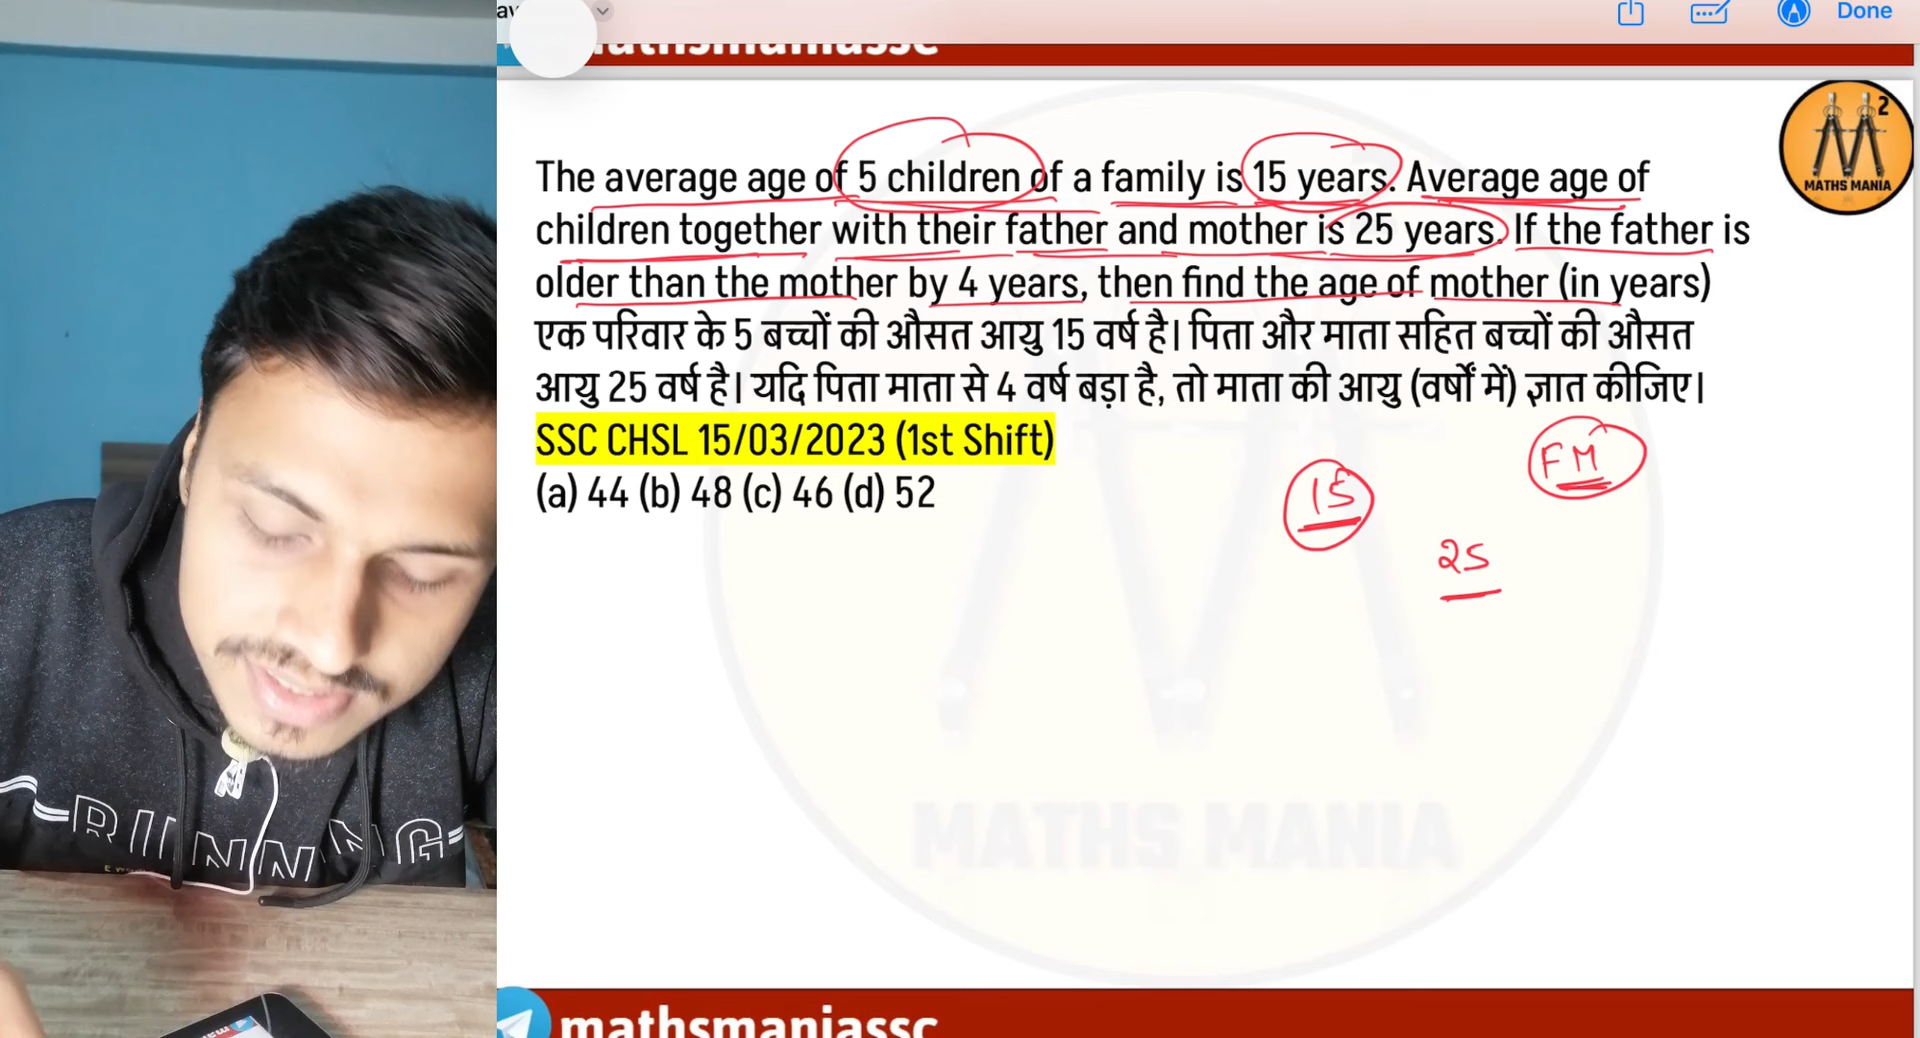 Done
mathsmaniassc
2
MATHS MANIA
The average age of 5 children of a family is 15 years. Average age of
children together with their father and mother is 25 years. If the father is
older than the mother by 4 years, then find the age of mother (in years)
एक परिवार के 5 बच्चों की औसत आयु 15 वर्ष है। पिता और माता सहित बच्चों की औसत
आयु 25 वर्ष है। यदि पिता माता से 4 वर्ष बड़ा है, तो माता की आयु (वर्षों में) ज्ञात कीजिए।
SSC CHSL 15/03/2023 (1st Shift)
(a) 44 (b) 48 (c) 46 (d) 52
FM
15
25
MATHS MANIA
RUNNING
mathsmaniassc